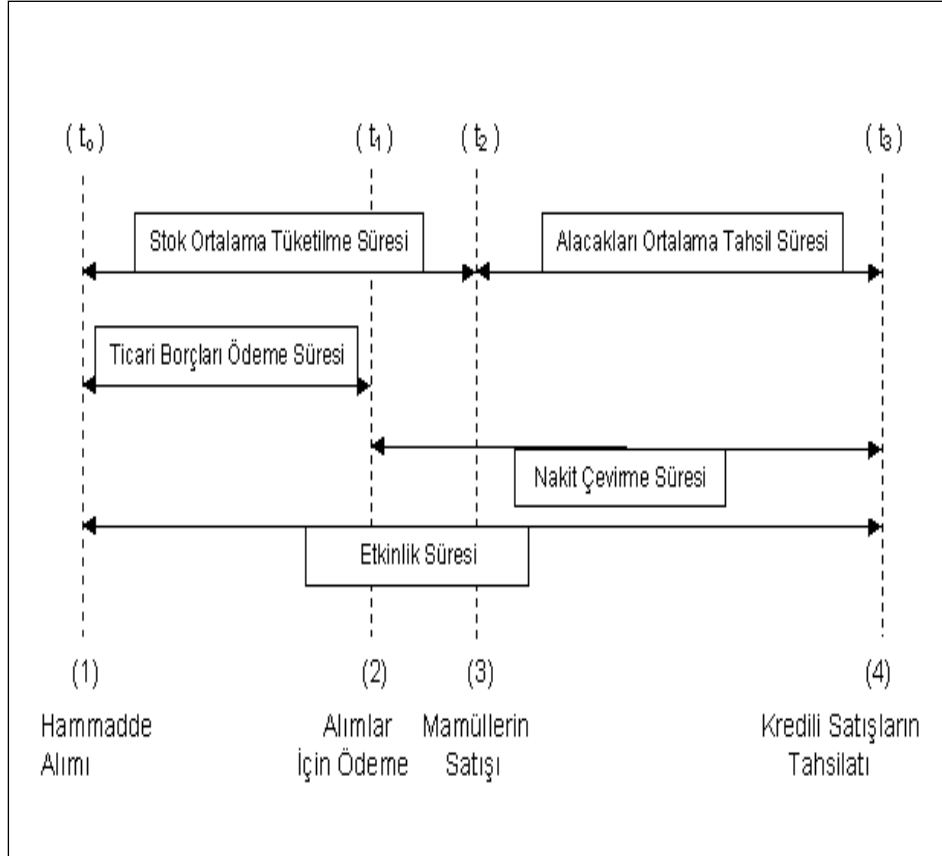 ( t₀ ) ( t₁ ) ( t₂ ) ( t₃ )
Stok Ortalama Tüketilme Süresi
Alacakları Ortalama Tahsil Süresi
Ticari Borçları Ödeme Süresi
Nakit Çevirme Süresi
Etkinlik Süresi
(1)
Hammadde
Alımı
(2)
Alımlar
İçin Ödeme
(3)
Mamüllerin
Satışı
(4)
Kredili Satışların
Tahsilatı